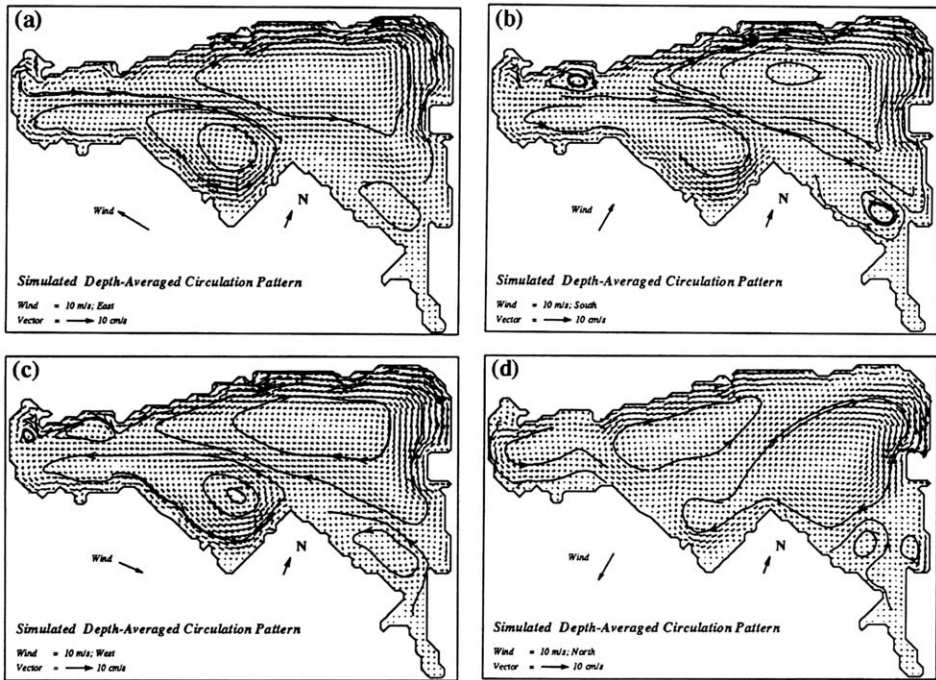 (a)
Wind
N
Simulated Depth-Averaged Circulation Pattern
Wind = 10 m/s; East
Vector = 10 cm/s
(b)
Wind
N
Simulated Depth-Averaged Circulation Pattern
Wind = 10 m/s; South
Vector = 10 cm/s
(c)
Wind
N
Simulated Depth-Averaged Circulation Pattern
Wind = 10 m/s; West
Vector = 10 cm/s
(d)
Wind
N
Simulated Depth-Averaged Circulation Pattern
Wind = 10 m/s; North
Vector = 10 cm/s